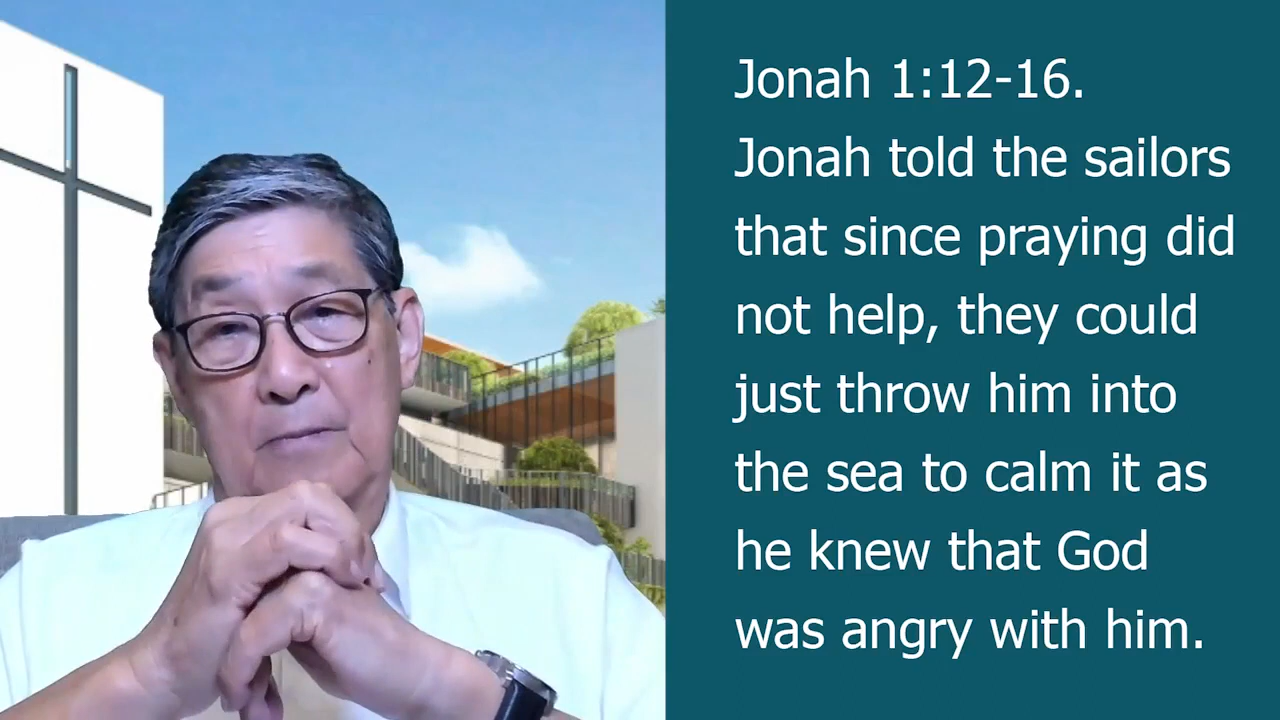 Jonah 1:12-16.
Jonah told the sailors
that since praying did
not help, they could
just throw him into
the sea to calm it as
he knew that God
was angry with him.